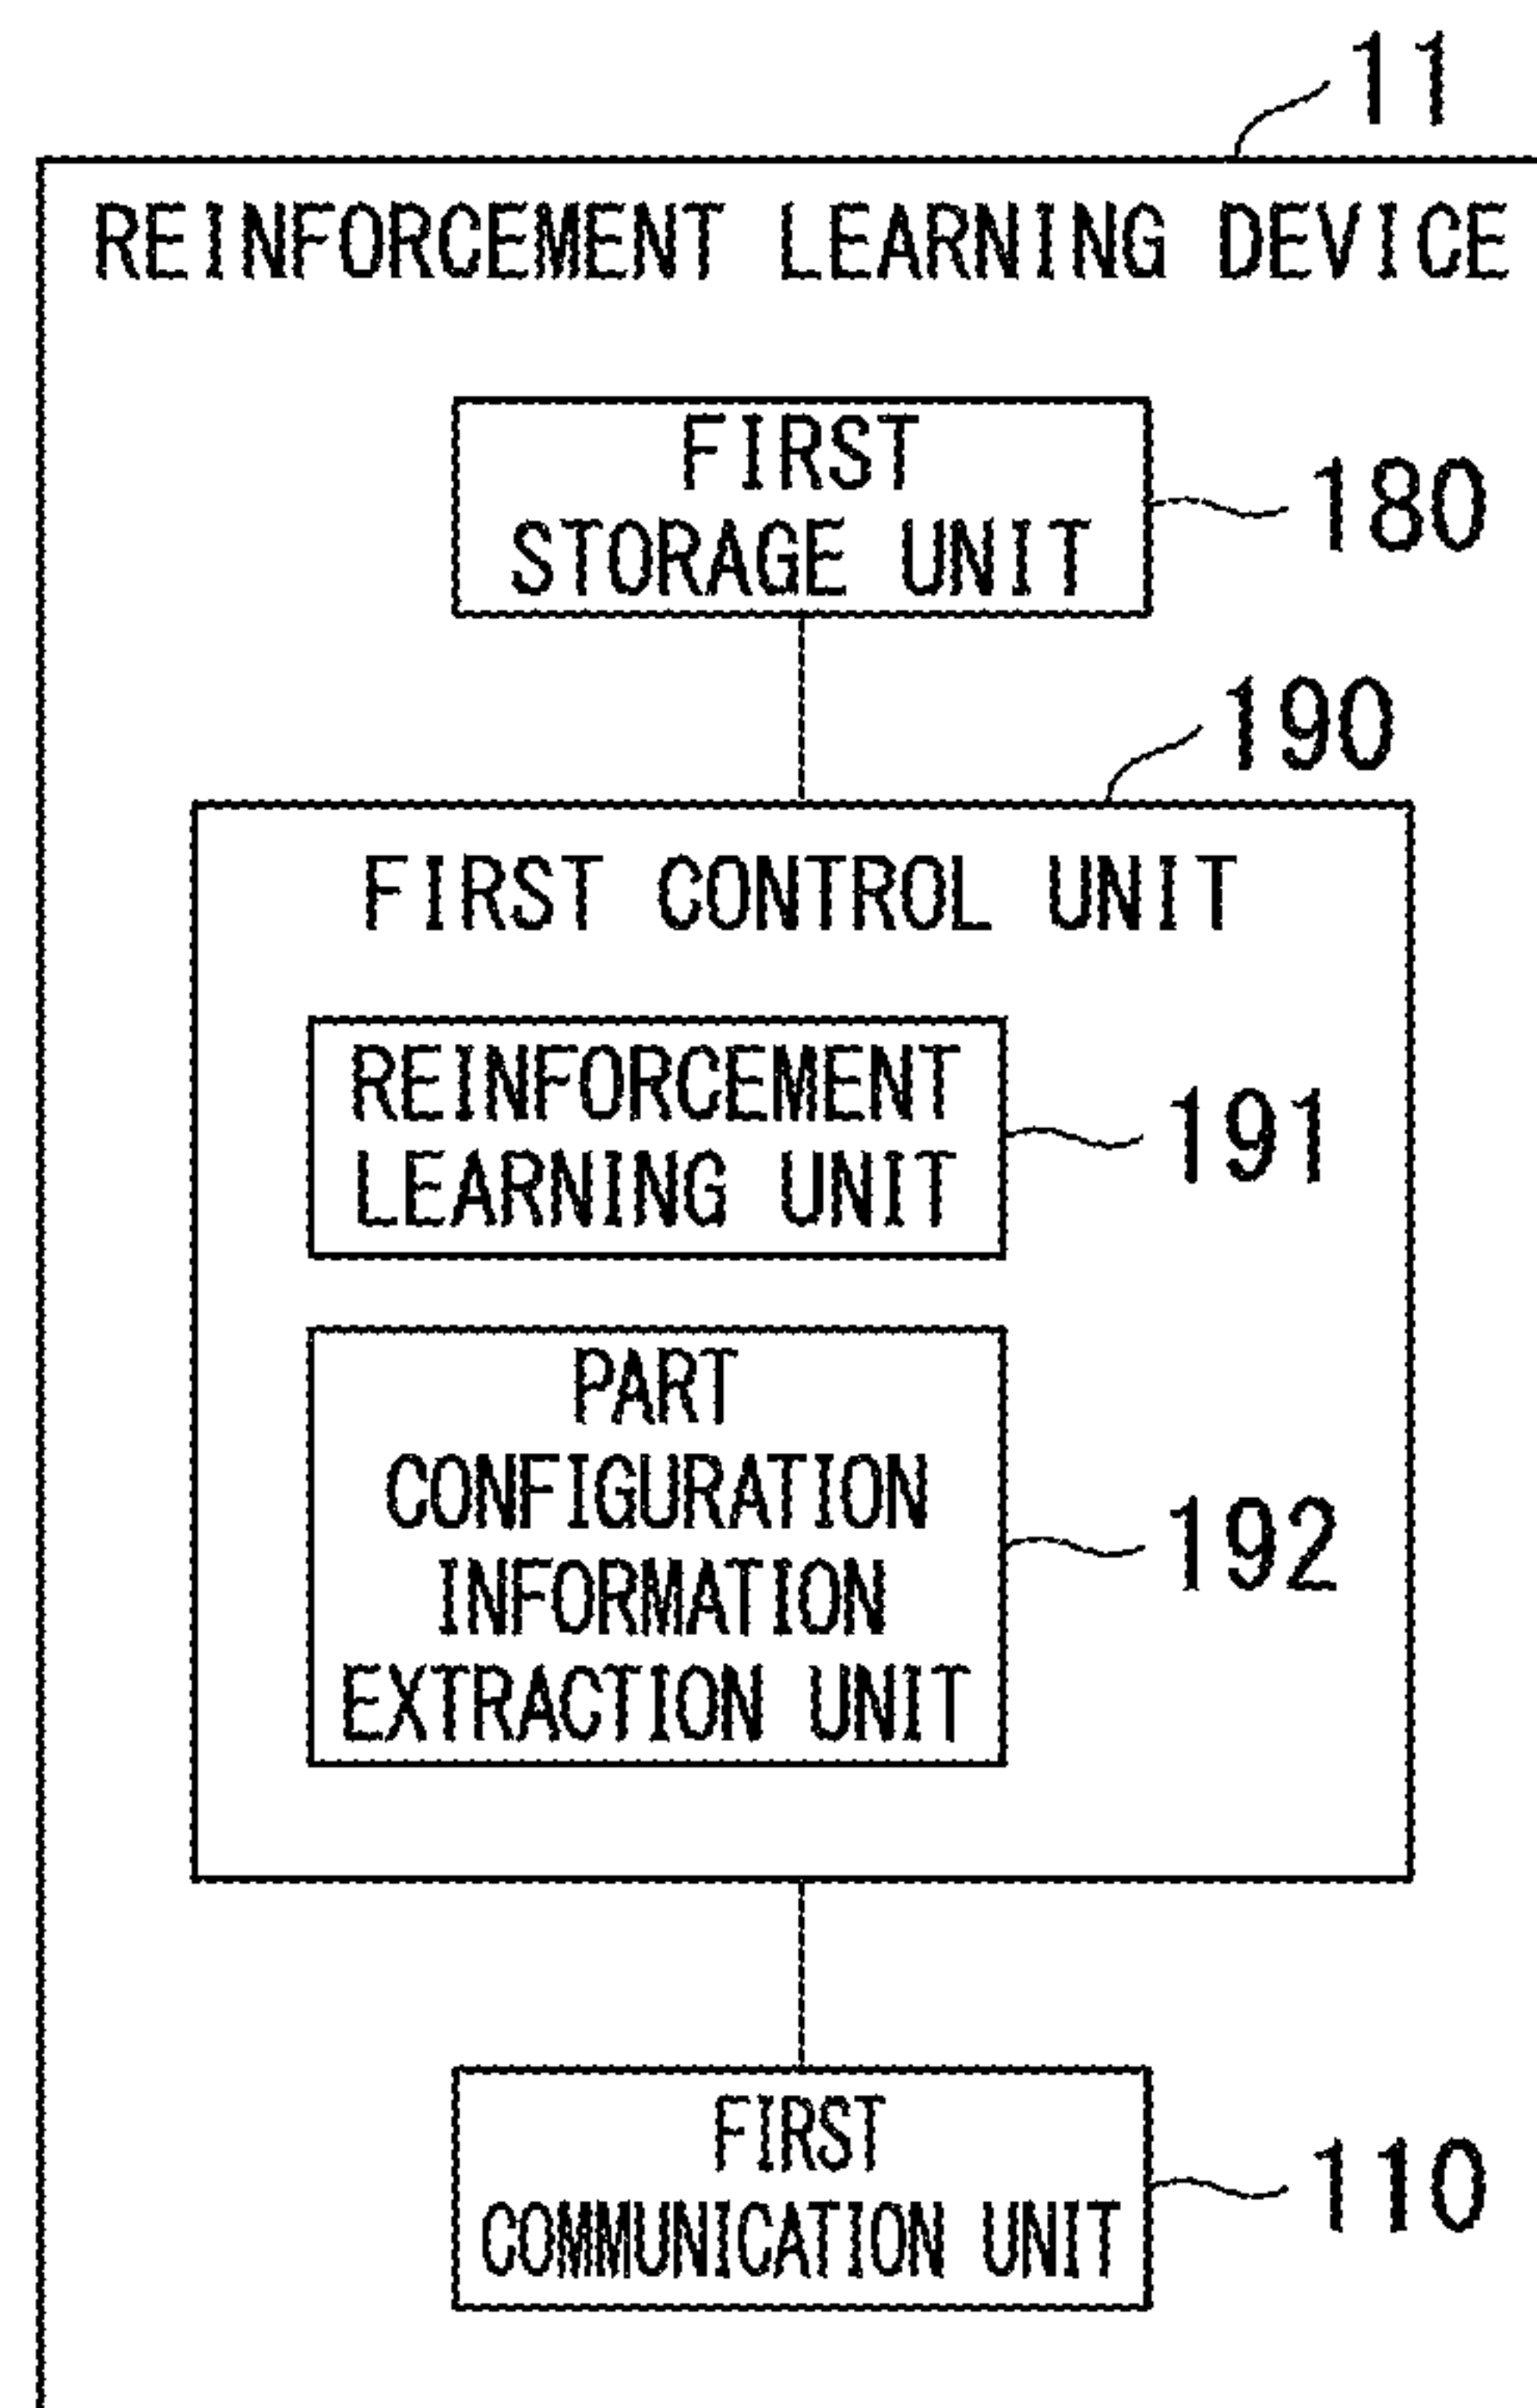 11
REINFORCEMENT LEARNING DEVICE
FIRST
STORAGE UNIT
180
190
FIRST CONTROL UNIT
REINFORCEMENT
LEARNING UNIT
191
PART
CONFIGURATION
INFORMATION
EXTRACTION UNIT
192
FIRST
COMMUNICATION UNIT
110